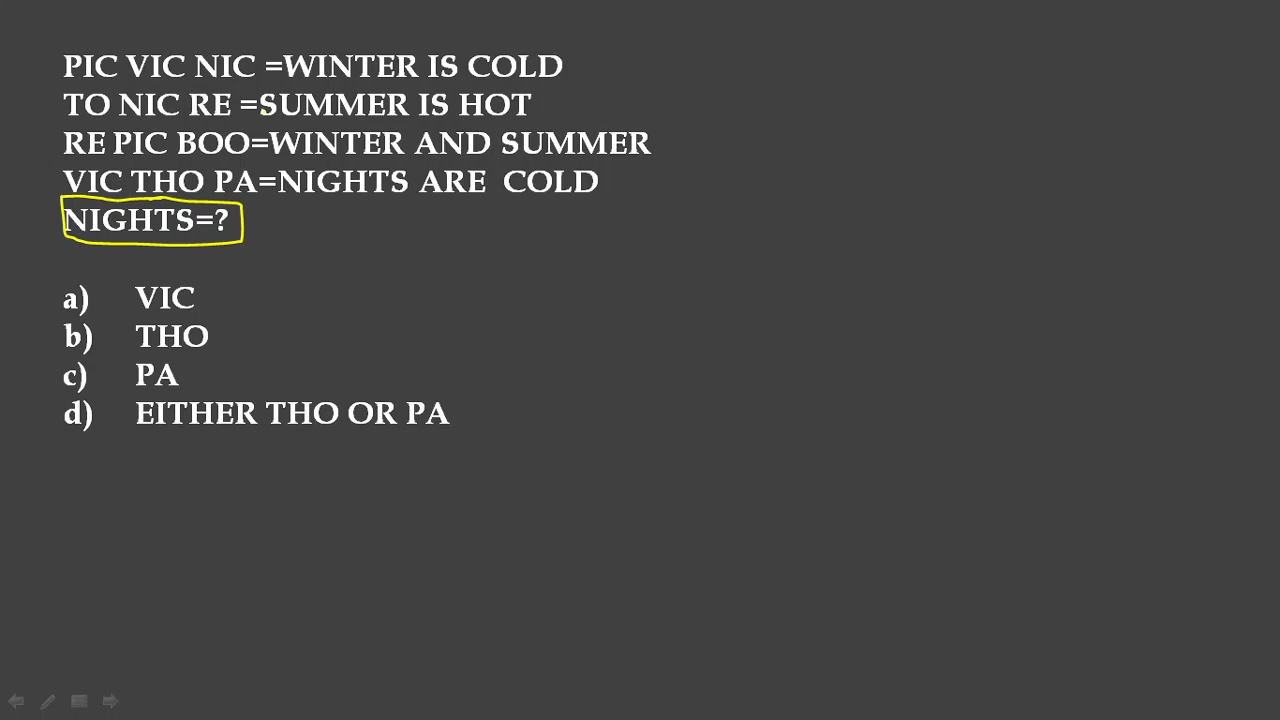 PIC VIC NIC =WINTER IS COLD
TO NIC RE =SUMMER IS HOT
RE PIC BOO=WINTER AND SUMMER
VIC THO PA=NIGHTS ARE COLD
NIGHTS=?
a) VIC
b) THO
c) PA
d) EITHER THO OR PA